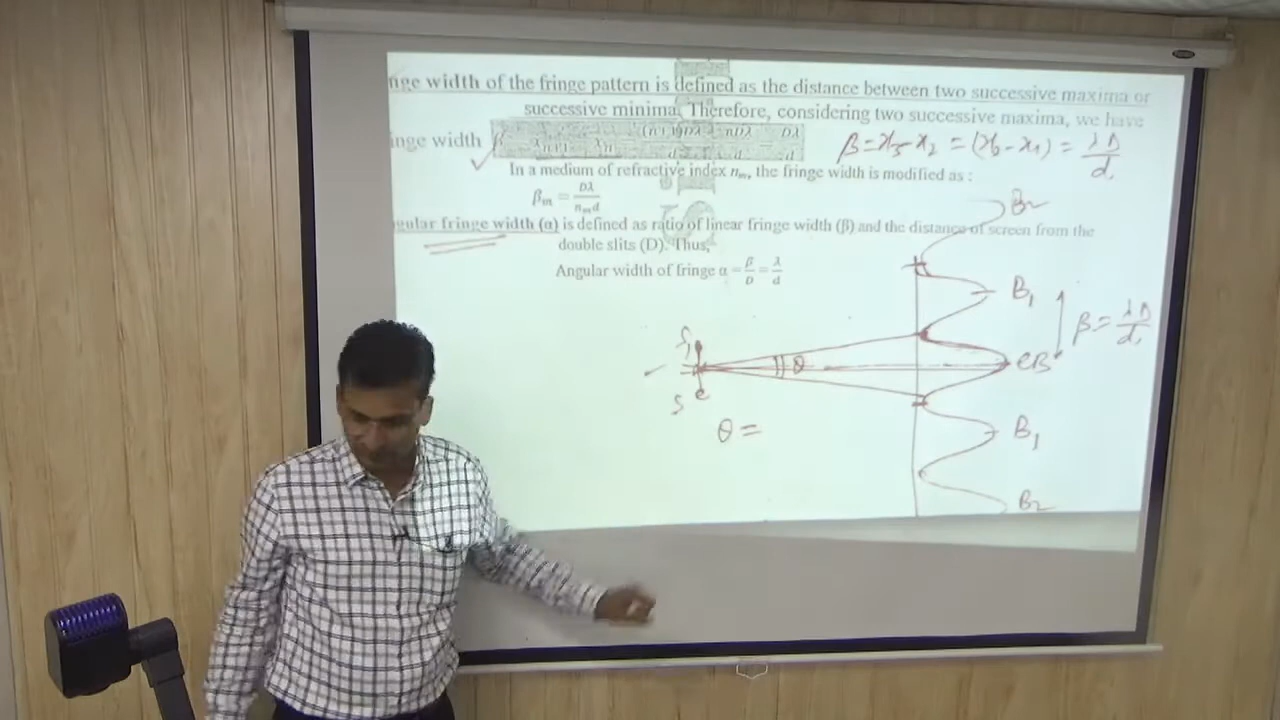 nge width of the fringe pattern is defined as the distance between two successive maxima or
successive minima. Therefore, considering two successive maxima, we have
inge width
β = x₃ - x₂ = (x₂ - x₁) = λD/d
In a medium of refractive index nₘ, the fringe width is modified as :
βₘ = Dλ/nₘd
gular fringe width (α) is defined as ratio of linear fringe width (β) and the distance of screen from the
double slits (D). Thus,
Angular width of fringe α = β/D = λ/d
B₂
B₁
β = λD/d
S₁
θ
CB
S
θ =
B₁
B₂